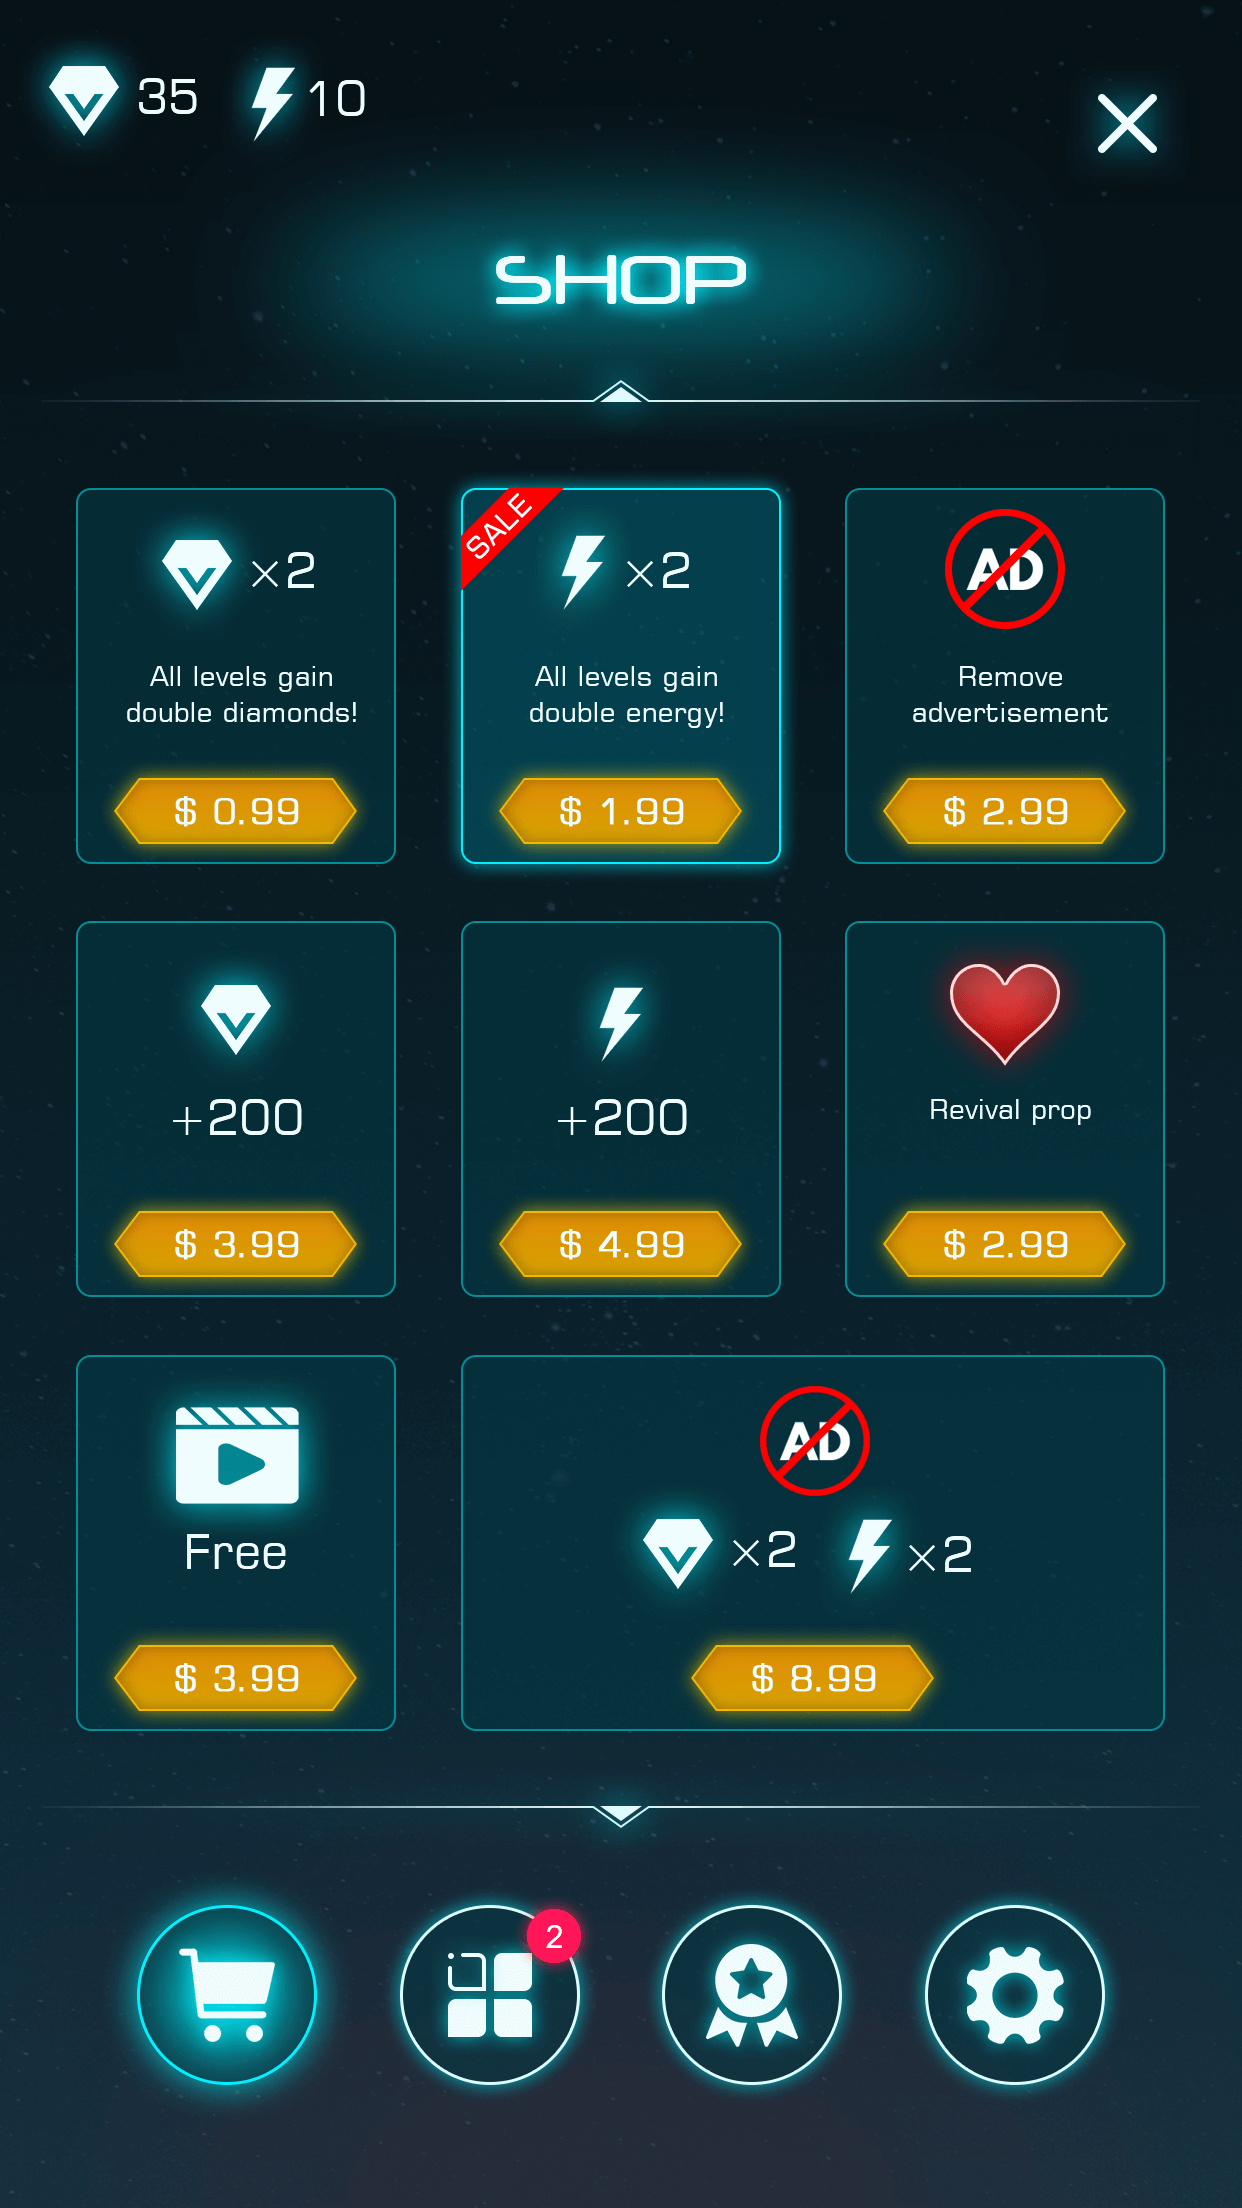 35
10
SHOP
×2
All levels gain
double diamonds!
$ 0.99
SALE
×2
All levels gain
double energy!
$ 1.99
AD
Remove
advertisement
$ 2.99
+200
$ 3.99
+200
$ 4.99
Revival prop
$ 2.99
Free
$ 3.99
AD
×2
×2
$ 8.99
2